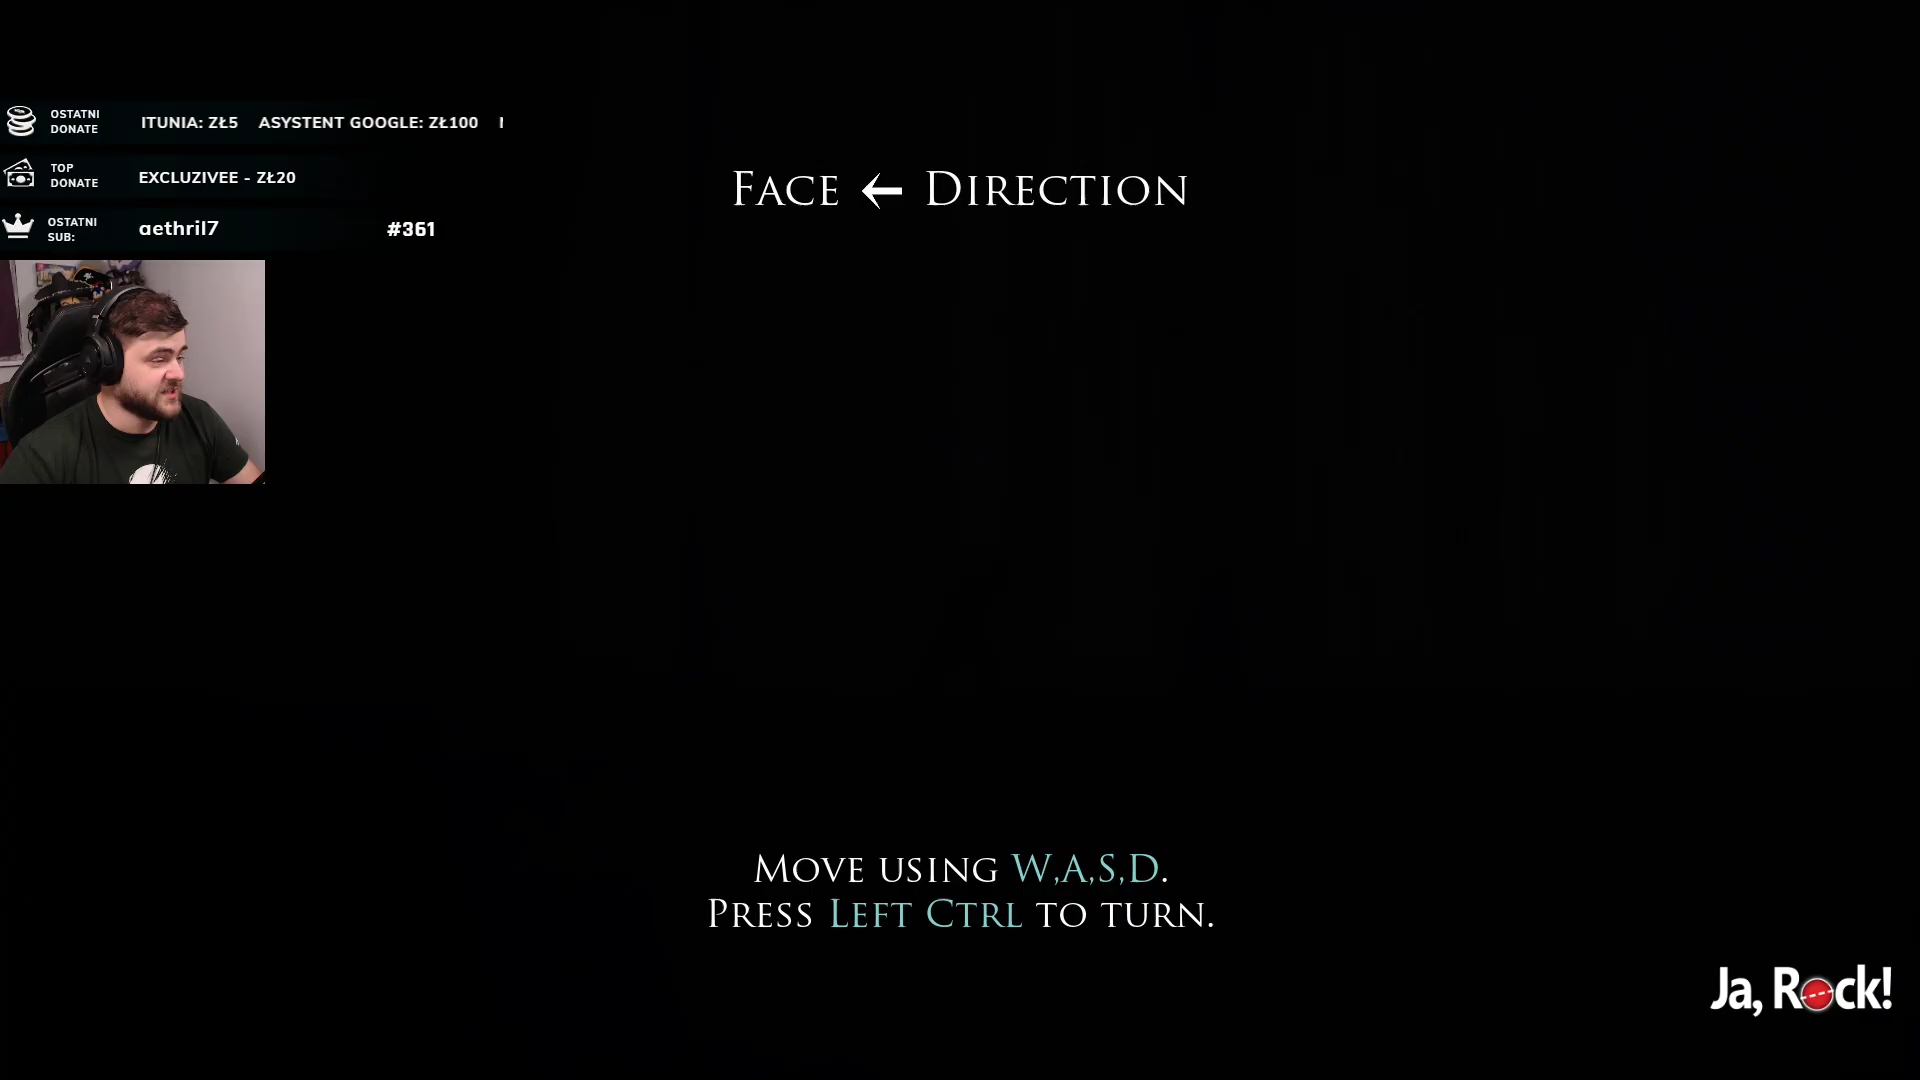 OSTATNI
DONATE
ITUNIA: ZŁ5 ASYSTENT GOOGLE: ZŁ100
TOP
DONATE
EXCLUZIVEE - ZŁ20
OSTATNI
SUB:
aethril7 #361
FACE ← DIRECTION
MOVE USING W,A,S,D.
PRESS LEFT CTRL TO TURN.
Ja, Rock!